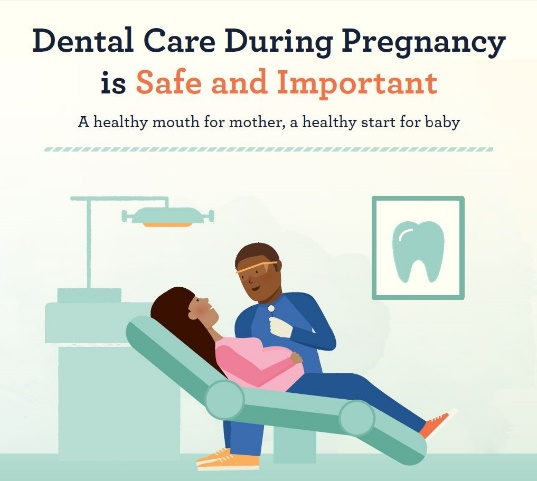 Dental Care During Pregnancy
is Safe and Important
A healthy mouth for mother, a healthy start for baby